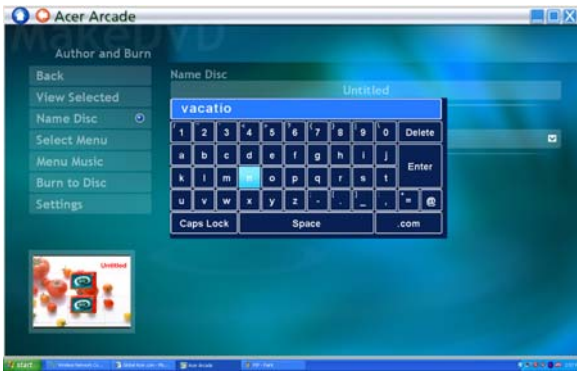 Acer Arcade
MakeDVD
Author and Burn
Back
Name Disc
View Selected
Untitled
Name Disc
vacatio
1 2 3 4 5 6 7 8 9 0 Delete
Select Menu
a b c d e f g h i j
Enter
Menu Music
k l m n o p q r s t
Burn to Disc
u v w x y z
Settings
Caps Lock Space .com
Untitled
start